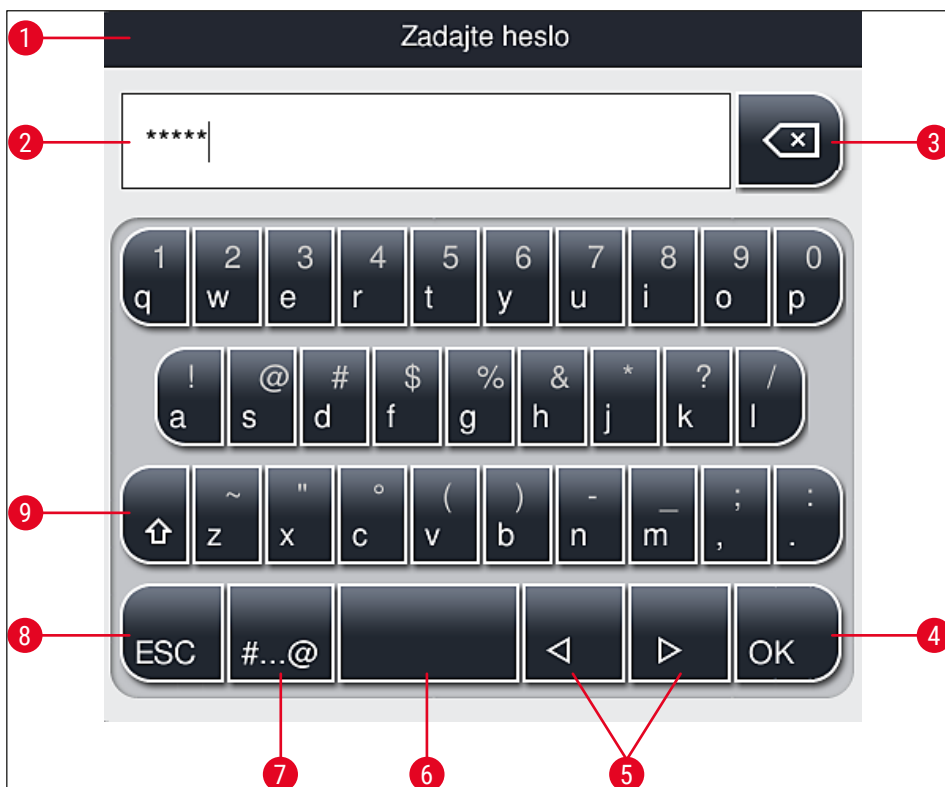 1 Zadajte heslo
2 ***** 3
1 2 3 4 5 6 7 8 9 0
q w e r t y u i o p
! @ # $ % & * ? /
a s d f g h j k l
9 ~ " ° ( ) - _ ; :
z x c v b n m , .
8 ESC #...@ OK 4
7 6 5